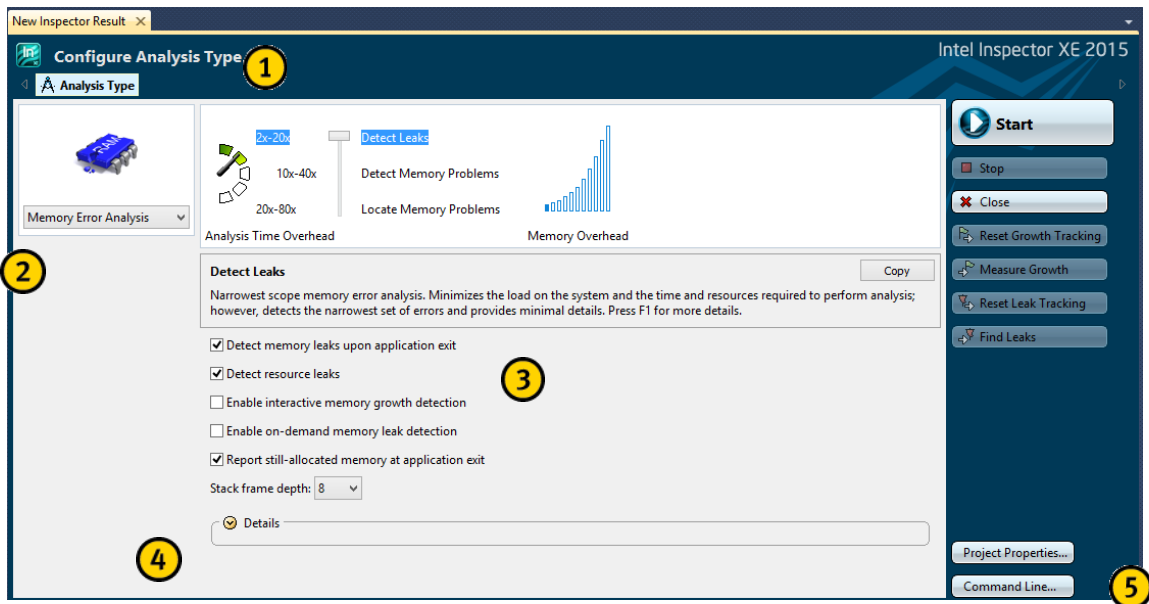 New Inspector Result
Configure Analysis Type
1
Intel Inspector XE 2015
Analysis Type
RAM
Memory Error Analysis
2
2x-20x
Detect Leaks
10x-40x
Detect Memory Problems
20x-80x
Locate Memory Problems
Analysis Time Overhead
Memory Overhead
Detect Leaks
Copy
Narrowest scope memory error analysis. Minimizes the load on the system and the time and resources required to perform analysis;
however, detects the narrowest set of errors and provides minimal details. Press F1 for more details.
Detect memory leaks upon application exit
Detect resource leaks
3
Enable interactive memory growth detection
Enable on-demand memory leak detection
Report still-allocated memory at application exit
Stack frame depth: 8
Details
4
Start
Stop
Close
Reset Growth Tracking
Measure Growth
Reset Leak Tracking
Find Leaks
Project Properties...
Command Line...
5